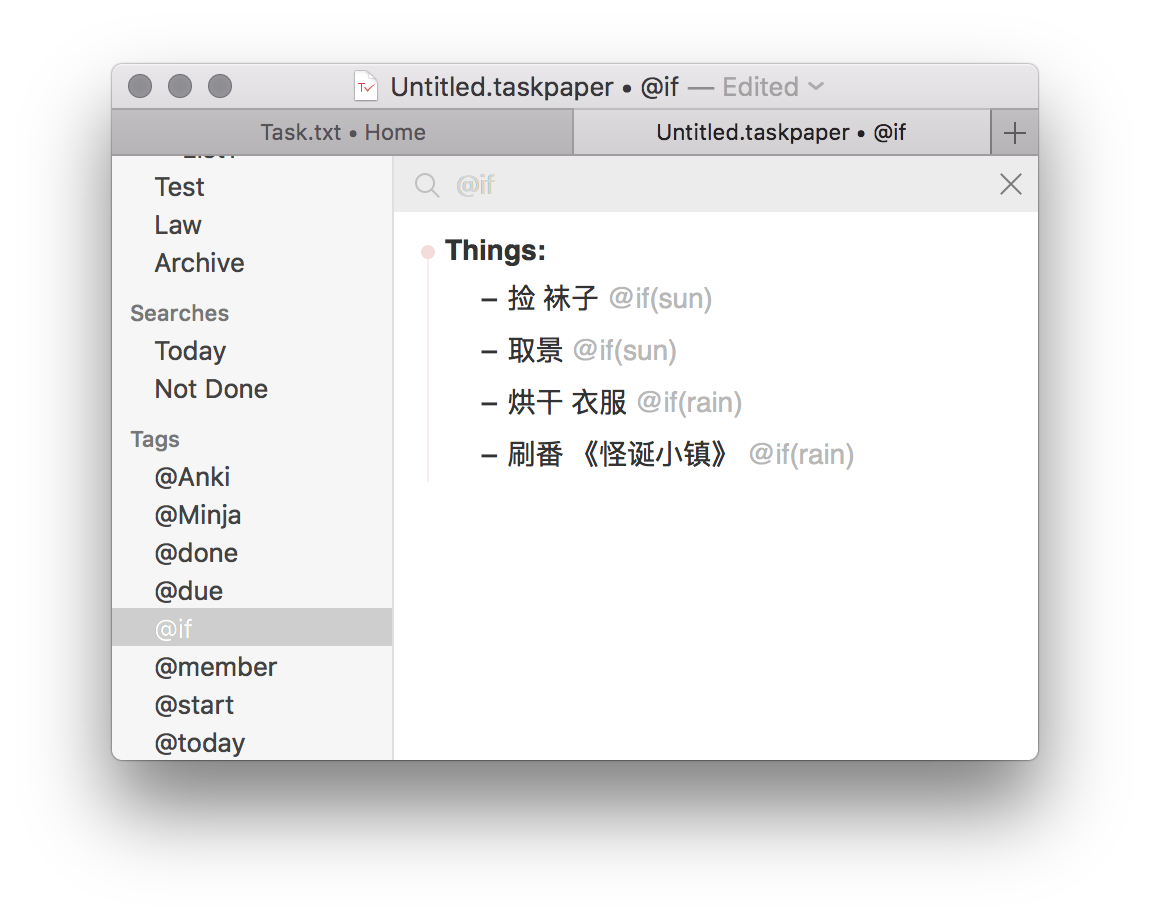 Untitled.taskpaper • @if — Edited
Task.txt • Home
Untitled.taskpaper • @if
Test
Law
Archive
Searches
Today
Not Done
Tags
@Anki
@Minja
@done
@due
@if
@member
@start
@today
@if
Things:
– 捡 袜子 @if(sun)
– 取景 @if(sun)
– 烘干 衣服 @if(rain)
– 刷番 《怪诞小镇》 @if(rain)